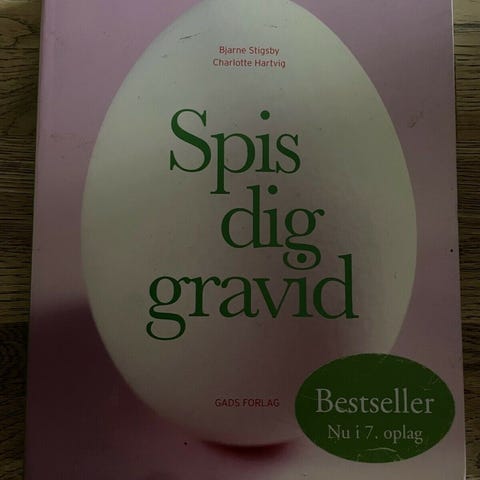 Bjarne Stigsby
Charlotte Hartvig
Spis
dig
gravid
GADS FORLAG
Bestseller
Nu i 7. oplag